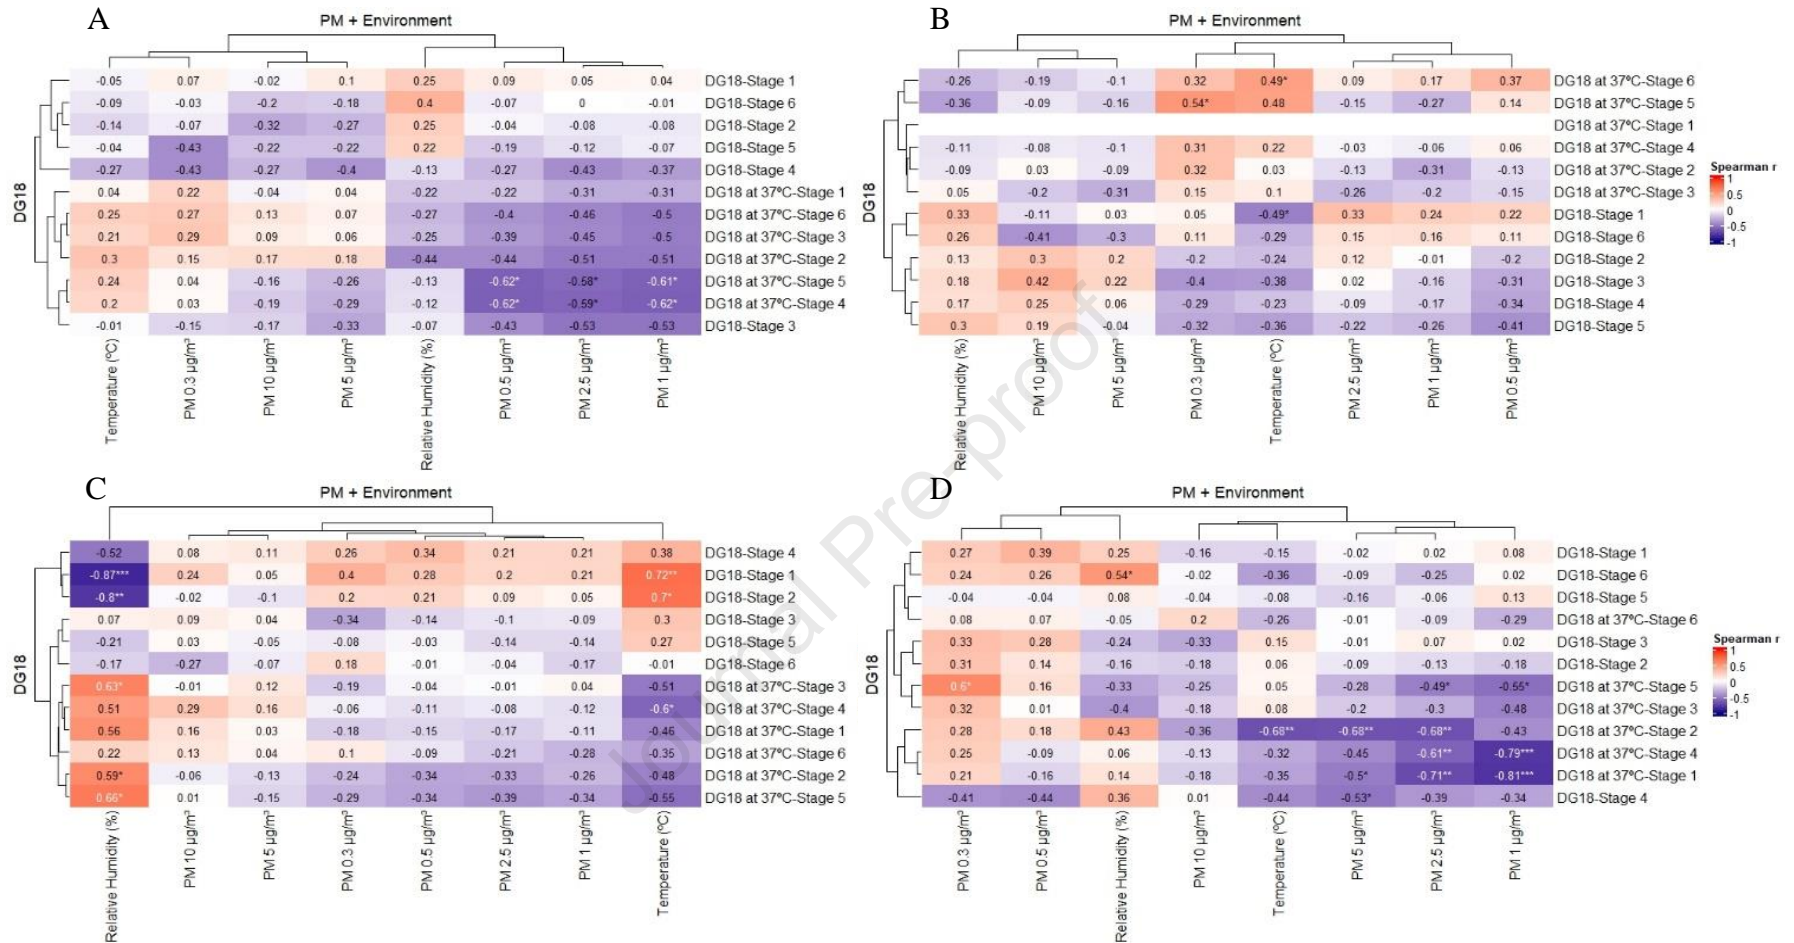 A
PM + Environment
-0.05 0.07 -0.02 0.1 0.25 0.09 0.05 0.04 DG18-Stage 1
-0.09 -0.03 -0.2 -0.18 0.4 -0.07 0 -0.01 DG18-Stage 6
-0.14 -0.07 -0.32 -0.27 0.25 -0.04 -0.08 -0.08 DG18-Stage 2
-0.04 -0.43 -0.22 -0.22 0.22 -0.19 -0.12 -0.07 DG18-Stage 5
-0.27 -0.43 -0.27 -0.4 -0.13 -0.27 -0.43 -0.37 DG18-Stage 4
0.04 0.22 -0.04 0.04 -0.22 -0.22 -0.31 -0.31 DG18 at 37ºC-Stage 1
0.25 0.27 0.13 0.07 -0.27 -0.4 -0.46 -0.5 DG18 at 37ºC-Stage 6
0.21 0.29 0.09 0.06 -0.25 -0.39 -0.45 -0.5 DG18 at 37ºC-Stage 3
0.3 0.15 0.17 0.18 -0.44 -0.44 -0.51 -0.51 DG18 at 37ºC-Stage 2
0.24 0.04 -0.16 -0.26 -0.13 -0.62* -0.58* -0.61* DG18 at 37ºC-Stage 5
0.2 0.03 -0.19 -0.29 -0.12 -0.62* -0.59* -0.62* DG18 at 37ºC-Stage 4
-0.01 -0.15 -0.17 -0.33 -0.07 -0.43 -0.53 -0.53 DG18-Stage 3
DG18
Temperature (ºC)
PM 0.3 µg/m³
PM 10 µg/m³
PM 5 µg/m³
Relative Humidity (%)
PM 0.5 µg/m³
PM 2.5 µg/m³
PM 1 µg/m³
B
PM + Environment
-0.26 -0.19 -0.1 0.32 0.49* 0.09 0.17 0.37 DG18 at 37ºC-Stage 6
-0.36 -0.09 -0.16 0.54* 0.48 -0.15 -0.27 0.14 DG18 at 37ºC-Stage 5
DG18 at 37ºC-Stage 1
-0.11 -0.08 -0.1 0.31 0.22 -0.03 -0.06 0.06 DG18 at 37ºC-Stage 4
-0.09 0.03 -0.09 0.32 0.03 -0.13 -0.31 -0.13 DG18 at 37ºC-Stage 2
0.05 -0.2 -0.31 0.15 0.1 -0.26 -0.2 -0.15 DG18 at 37ºC-Stage 3
0.33 -0.11 0.03 0.05 -0.49* 0.33 0.24 0.22 DG18-Stage 1
0.26 -0.41 -0.3 0.11 -0.29 0.15 0.16 0.11 DG18-Stage 6
0.13 0.3 0.2 -0.2 -0.24 0.12 -0.01 -0.2 DG18-Stage 2
0.18 0.42 0.22 -0.4 -0.38 0.02 -0.16 -0.31 DG18-Stage 3
0.17 0.25 0.06 -0.29 -0.23 -0.09 -0.17 -0.34 DG18-Stage 4
0.3 0.19 -0.04 -0.32 -0.36 -0.22 -0.26 -0.41 DG18-Stage 5
DG18
Relative Humidity (%)
PM 10 µg/m³
PM 5 µg/m³
PM 0.3 µg/m³
Temperature (ºC)
PM 2.5 µg/m³
PM 1 µg/m³
PM 0.5 µg/m³
Spearman r
1
0.5
0
-0.5
-1
C
PM + Environment
-0.52 0.08 0.11 0.26 0.34 0.21 0.21 0.38 DG18-Stage 4
-0.87*** 0.24 0.05 0.4 0.28 0.2 0.21 0.72** DG18-Stage 1
-0.8** -0.02 -0.1 0.2 0.21 0.09 0.05 0.7* DG18-Stage 2
0.07 0.09 0.04 -0.34 -0.14 -0.1 -0.09 0.3 DG18-Stage 3
-0.21 0.03 -0.05 -0.08 -0.03 -0.14 -0.14 0.27 DG18-Stage 5
-0.17 -0.27 -0.07 0.18 -0.01 -0.04 -0.17 -0.01 DG18-Stage 6
0.63* -0.01 0.12 -0.19 -0.04 -0.01 0.04 -0.51 DG18 at 37ºC-Stage 3
0.51 0.29 0.16 -0.06 -0.11 -0.08 -0.12 -0.6* DG18 at 37ºC-Stage 4
0.56 0.16 0.03 -0.18 -0.15 -0.17 -0.11 -0.46 DG18 at 37ºC-Stage 1
0.22 0.13 0.04 0.1 -0.09 -0.21 -0.28 -0.35 DG18 at 37ºC-Stage 6
0.59* -0.06 -0.13 -0.24 -0.34 -0.33 -0.26 -0.48 DG18 at 37ºC-Stage 2
0.66* 0.01 -0.15 -0.29 -0.34 -0.39 -0.34 -0.55 DG18 at 37ºC-Stage 5
DG18
Relative Humidity (%)
PM 10 µg/m³
PM 5 µg/m³
PM 0.3 µg/m³
PM 0.5 µg/m³
PM 2.5 µg/m³
PM 1 µg/m³
Temperature (ºC)
D
PM + Environment
0.27 0.39 0.25 -0.16 -0.15 -0.02 0.02 0.08 DG18-Stage 1
0.24 0.26 0.54* -0.02 -0.36 -0.09 -0.25 0.02 DG18-Stage 6
-0.04 -0.04 0.08 -0.04 -0.08 -0.16 -0.06 0.13 DG18-Stage 5
0.08 0.07 -0.05 0.2 -0.26 -0.01 -0.09 -0.29 DG18 at 37ºC-Stage 6
0.33 0.28 -0.24 -0.33 0.15 -0.01 0.07 0.02 DG18-Stage 3
0.31 0.14 -0.16 -0.18 0.06 -0.09 -0.13 -0.18 DG18-Stage 2
0.6* 0.16 -0.33 -0.25 0.05 -0.28 -0.49* -0.55* DG18 at 37ºC-Stage 5
0.32 0.01 -0.4 -0.18 0.08 -0.2 -0.3 -0.48 DG18 at 37ºC-Stage 3
0.28 0.18 0.43 -0.36 -0.68** -0.68** -0.68** -0.43 DG18 at 37ºC-Stage 2
0.25 -0.09 0.06 -0.13 -0.32 -0.45 -0.61** -0.79*** DG18 at 37ºC-Stage 4
0.21 -0.16 0.14 -0.18 -0.35 -0.5* -0.71** -0.81*** DG18 at 37ºC-Stage 1
-0.41 -0.44 0.36 0.01 -0.44 -0.53* -0.39 -0.34 DG18-Stage 4
DG18
PM 0.3 µg/m³
PM 0.5 µg/m³
Relative Humidity (%)
PM 10 µg/m³
Temperature (ºC)
PM 5 µg/m³
PM 2.5 µg/m³
PM 1 µg/m³
Spearman r
1
0.5
0
-0.5
-1
Journal Pre-proof